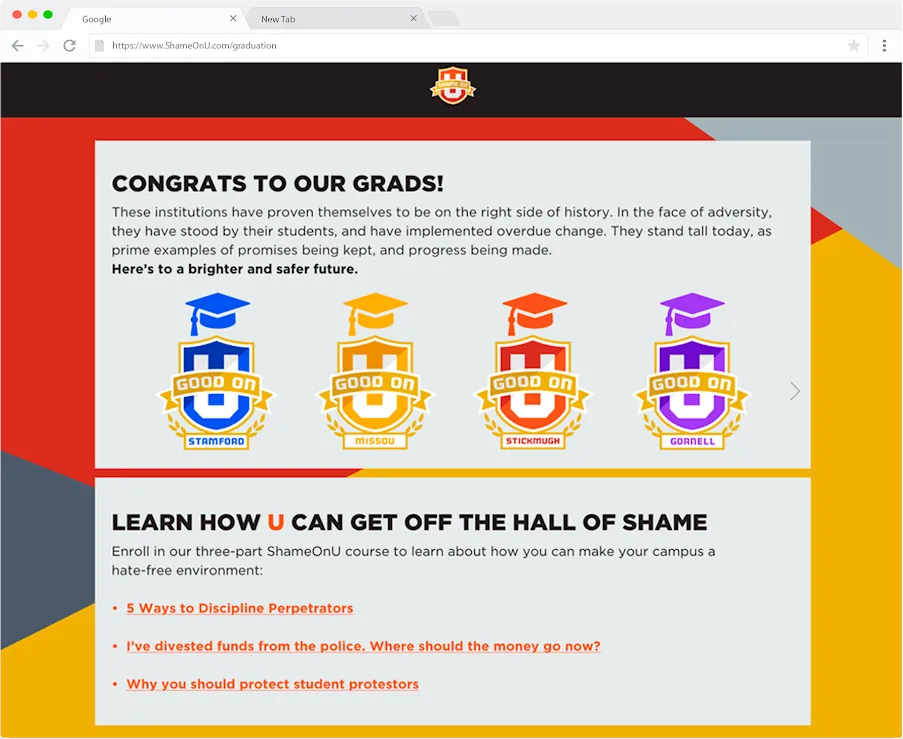 Google
New Tab
https://www.ShameOnU.com/graduation
SHAME ON
U
CONGRATS TO OUR GRADS!
These institutions have proven themselves to be on the right side of history. In the face of adversity,
they have stood by their students, and have implemented overdue change. They stand tall today, as
prime examples of promises being kept, and progress being made.
Here’s to a brighter and safer future.
U GOOD ON STAMFORD
U GOOD ON MISSOU
U GOOD ON STICKMUGH
U GOOD ON GORNELL
LEARN HOW U CAN GET OFF THE HALL OF SHAME
Enroll in our three-part ShameOnU course to learn about how you can make your campus a
hate-free environment:
• 5 Ways to Discipline Perpetrators
• I’ve divested funds from the police. Where should the money go now?
• Why you should protect student protestors